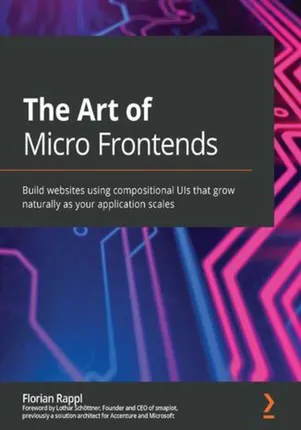 The Art of
Micro Frontends
Build websites using compositional UIs that grow
naturally as your application scales
Florian Rappl
Foreword by Lothar Schöttner, Founder and CEO of smapiot,
previously a solution architect for Accenture and Microsoft